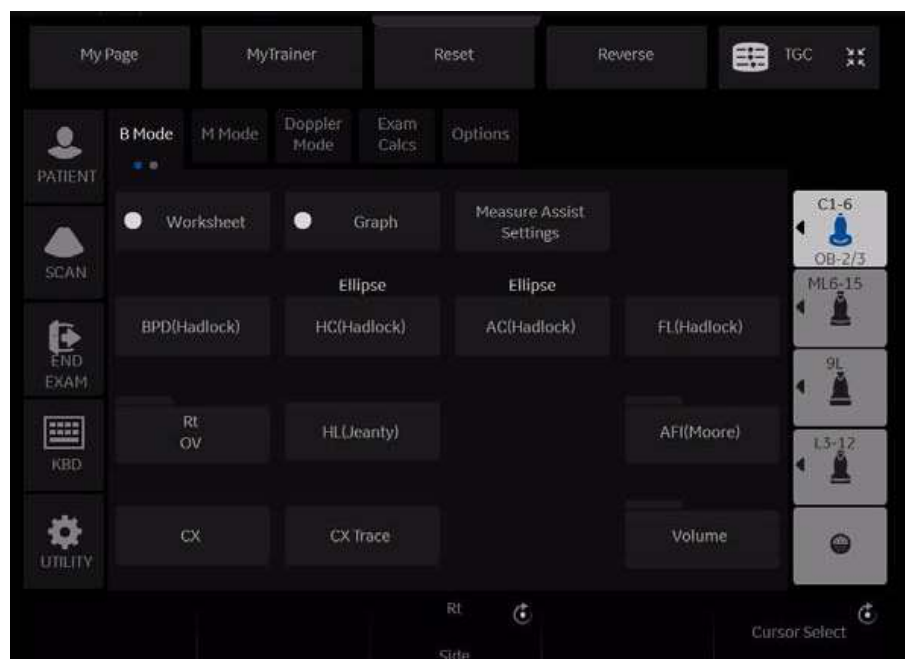 My Page
MyTrainer
Reset
Reverse
TGC
PATIENT
SCAN
END
EXAM
KBD
UTILITY
B Mode
M Mode
Doppler
Mode
Exam
Calcs
Options
Worksheet
Graph
Measure Assist
Settings
Ellipse
Ellipse
BPD(Hadlock)
HC(Hadlock)
AC(Hadlock)
FL(Hadlock)
Rt
OV
HL(Jeanty)
AFI(Moore)
CX
CX Trace
Volume
C1-6
OB-2/3
ML6-15
9L
L3-12
Rt
Side
Cursor Select